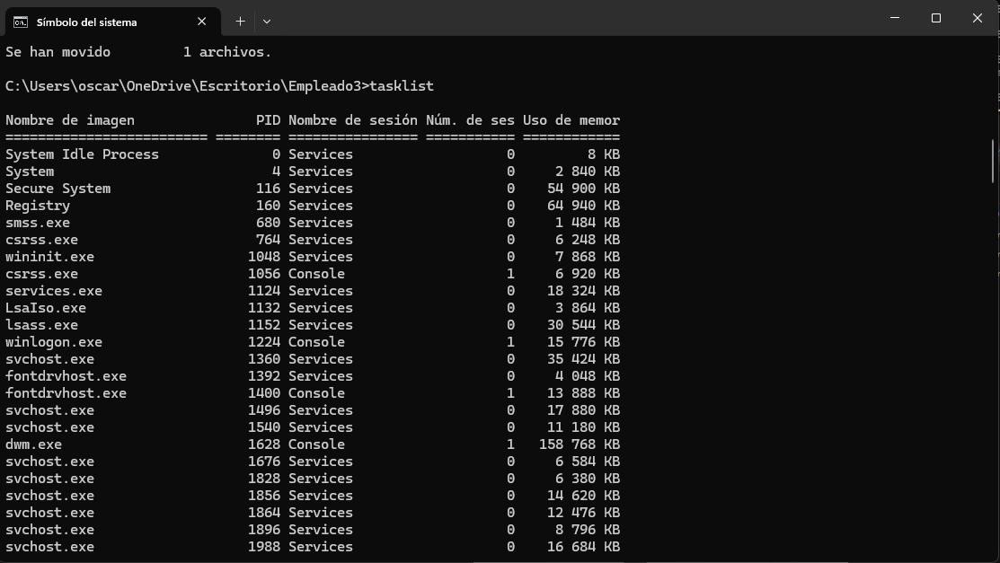 Símbolo del sistema
Se han movido         1 archivos.
C:\Users\oscar\OneDrive\Escritorio\Empleado3>tasklist
Nombre de imagen               PID Nombre de sesión Núm. de ses Uso de memor
========================= ======== ================ =========== ============
System Idle Process              0 Services                   0         8 KB
System                           4 Services                   0     2 840 KB
Secure System                  116 Services                   0    54 900 KB
Registry                       160 Services                   0    64 940 KB
smss.exe                       680 Services                   0     1 484 KB
csrss.exe                      764 Services                   0     6 248 KB
wininit.exe                   1048 Services                   0     7 868 KB
csrss.exe                     1056 Console                    1     6 920 KB
services.exe                  1124 Services                   0    18 324 KB
LsaIso.exe                    1132 Services                   0     3 864 KB
lsass.exe                     1152 Services                   0    30 544 KB
winlogon.exe                  1224 Console                    1    15 776 KB
svchost.exe                   1360 Services                   0    35 424 KB
fontdrvhost.exe               1392 Services                   0     4 048 KB
fontdrvhost.exe               1400 Console                    1    13 888 KB
svchost.exe                   1496 Services                   0    17 880 KB
svchost.exe                   1540 Services                   0    11 180 KB
dwm.exe                       1628 Console                    1   158 768 KB
svchost.exe                   1676 Services                   0     6 584 KB
svchost.exe                   1828 Services                   0     6 380 KB
svchost.exe                   1856 Services                   0    14 620 KB
svchost.exe                   1864 Services                   0    12 476 KB
svchost.exe                   1896 Services                   0     8 796 KB
svchost.exe                   1988 Services                   0    16 684 KB